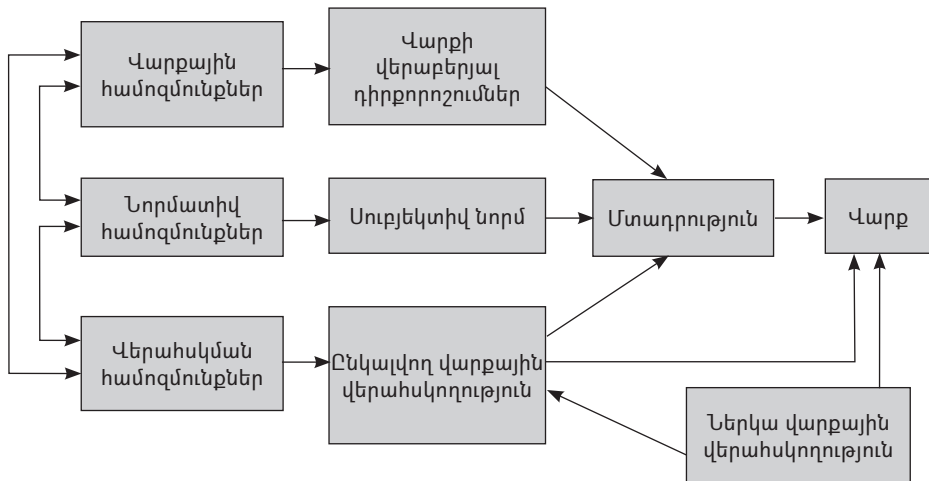 Վարքային
համոզմունքներ
Վարքի
վերաբերյալ
դիրքորոշումներ
Նորմատիվ
համոզմունքներ
Սուբյեկտիվ նորմ
Մտադրություն
Վարք
Վերահսկման
համոզմունքներ
Ընկալվող վարքային
վերահսկողություն
Ներկա վարքային
վերահսկողություն